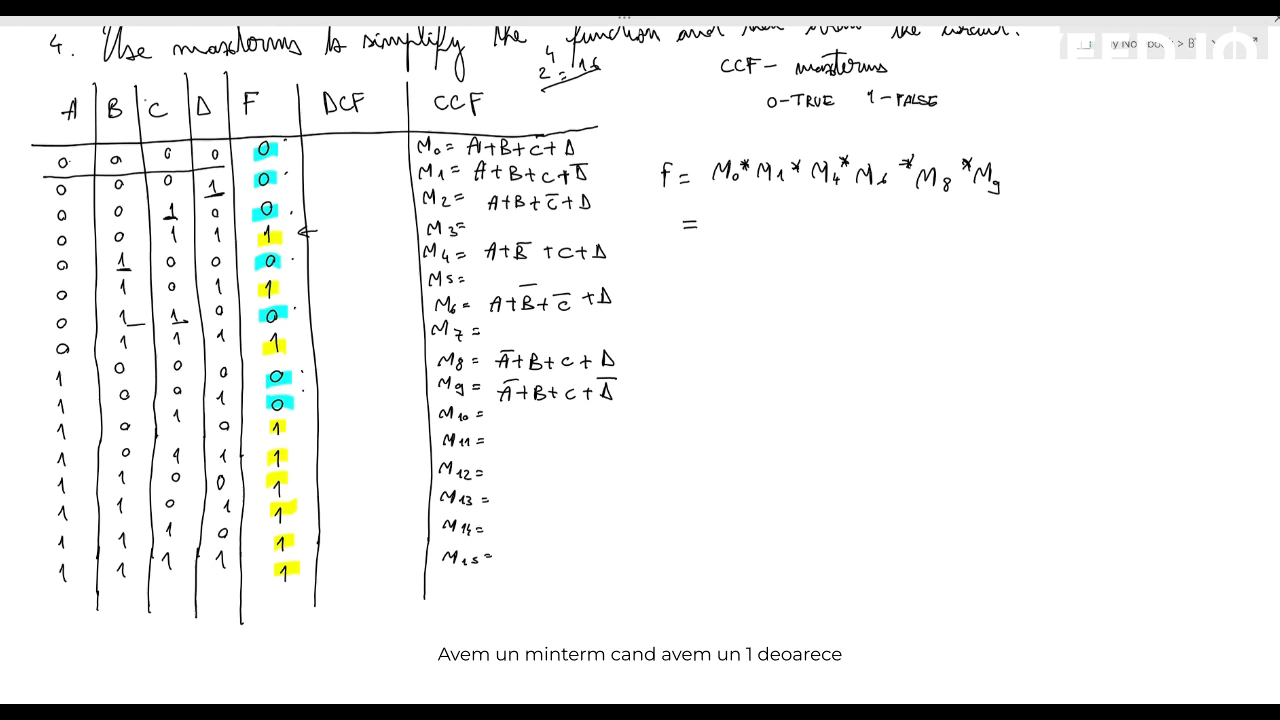 4. Use maxterms to simplify the function and then draw the circuit.
2⁴ = 16
CCF - maxterms
0-TRUE 1-FALSE
A B C D F DCF CCF
0 0 0 0 0 M0 = A+B+C̅+D
0 0 0 1 0 M1 = A+B+C+D̅
0 0 1 0 0 M2 = A+B+C̅+D
0 0 1 1 1 ← M3=
0 1 0 0 0 M4 = A+B̅+C+D
0 1 0 1 1 M5=
0 1 1 0 0 M6= A+B̅+C̅+D
0 1 1 1 1 M7=
1 0 0 0 0 M8= A̅+B+C+D
1 0 0 1 0 M9= A̅+B+C+D̅
1 0 1 0 1 M10=
1 0 1 1 1 M11=
1 1 0 0 1 M12=
1 1 0 1 1 M13=
1 1 1 0 1 M14=
1 1 1 1 1 M15=
f = M0 * M1 * M4 * M6 * M8 * M9
=
Avem un minterm cand avem un 1 deoarece